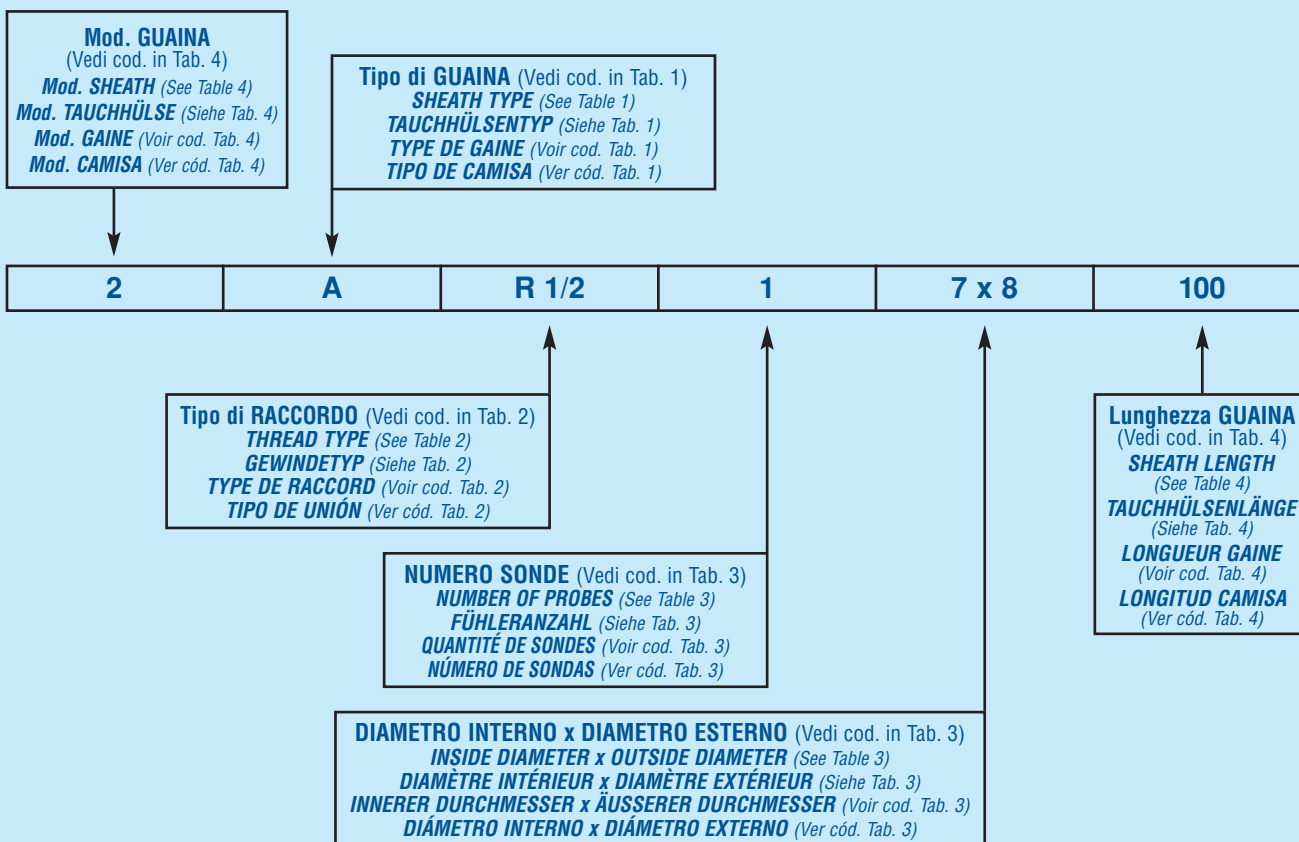 Mod. GUAINA
(Vedi cod. in Tab. 4)
Mod. SHEATH (See Table 4)
Mod. TAUCHHÜLSE (Siehe Tab. 4)
Mod. GAINE (Voir cod. Tab. 4)
Mod. CAMISA (Ver cód. Tab. 4)
Tipo di GUAINA (Vedi cod. in Tab. 1)
SHEATH TYPE (See Table 1)
TAUCHHÜLSENTYP (Siehe Tab. 1)
TYPE DE GAINE (Voir cod. Tab. 1)
TIPO DE CAMISA (Ver cód. Tab. 1)
2 A R 1/2 1 7 x 8 100
Tipo di RACCORDO (Vedi cod. in Tab. 2)
THREAD TYPE (See Table 2)
GEWINDETYP (Siehe Tab. 2)
TYPE DE RACCORD (Voir cod. Tab. 2)
TIPO DE UNIÓN (Ver cód. Tab. 2)
Lunghezza GUAINA
(Vedi cod. in Tab. 4)
SHEATH LENGTH
(See Table 4)
TAUCHHÜLSENLÄNGE
(Siehe Tab. 4)
LONGUEUR GAINE
(Voir cod. Tab. 4)
LONGITUD CAMISA
(Ver cód. Tab. 4)
NUMERO SONDE (Vedi cod. in Tab. 3)
NUMBER OF PROBES (See Table 3)
FÜHLERANZAHL (Siehe Tab. 3)
QUANTITÉ DE SONDES (Voir cod. Tab. 3)
NÚMERO DE SONDAS (Ver cód. Tab. 3)
DIAMETRO INTERNO x DIAMETRO ESTERNO (Vedi cod. in Tab. 3)
INSIDE DIAMETER x OUTSIDE DIAMETER (See Table 3)
DIAMÈTRE INTÉRIEUR x DIAMÈTRE EXTÉRIEUR (Siehe Tab. 3)
INNERER DURCHMESSER x ÄUSSERER DURCHMESSER (Voir cod. Tab. 3)
DIÁMETRO INTERNO x DIÁMETRO EXTERNO (Ver cód. Tab. 3)